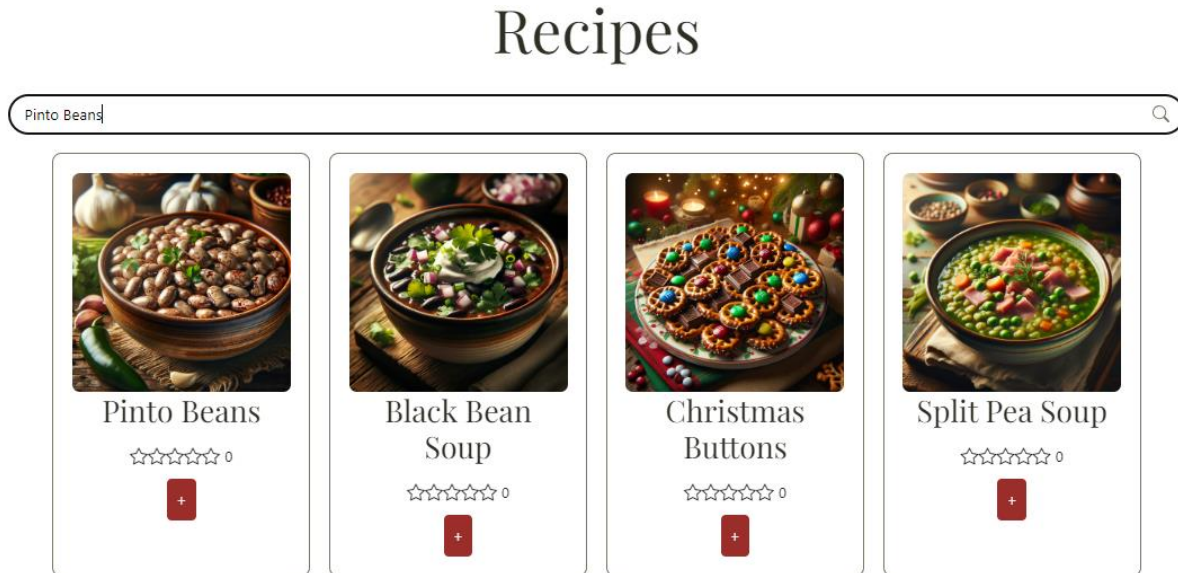 Recipes
Pinto Beans
Pinto Beans
0
+
Black Bean
Soup
0
+
Christmas
Buttons
0
+
Split Pea Soup
0
+